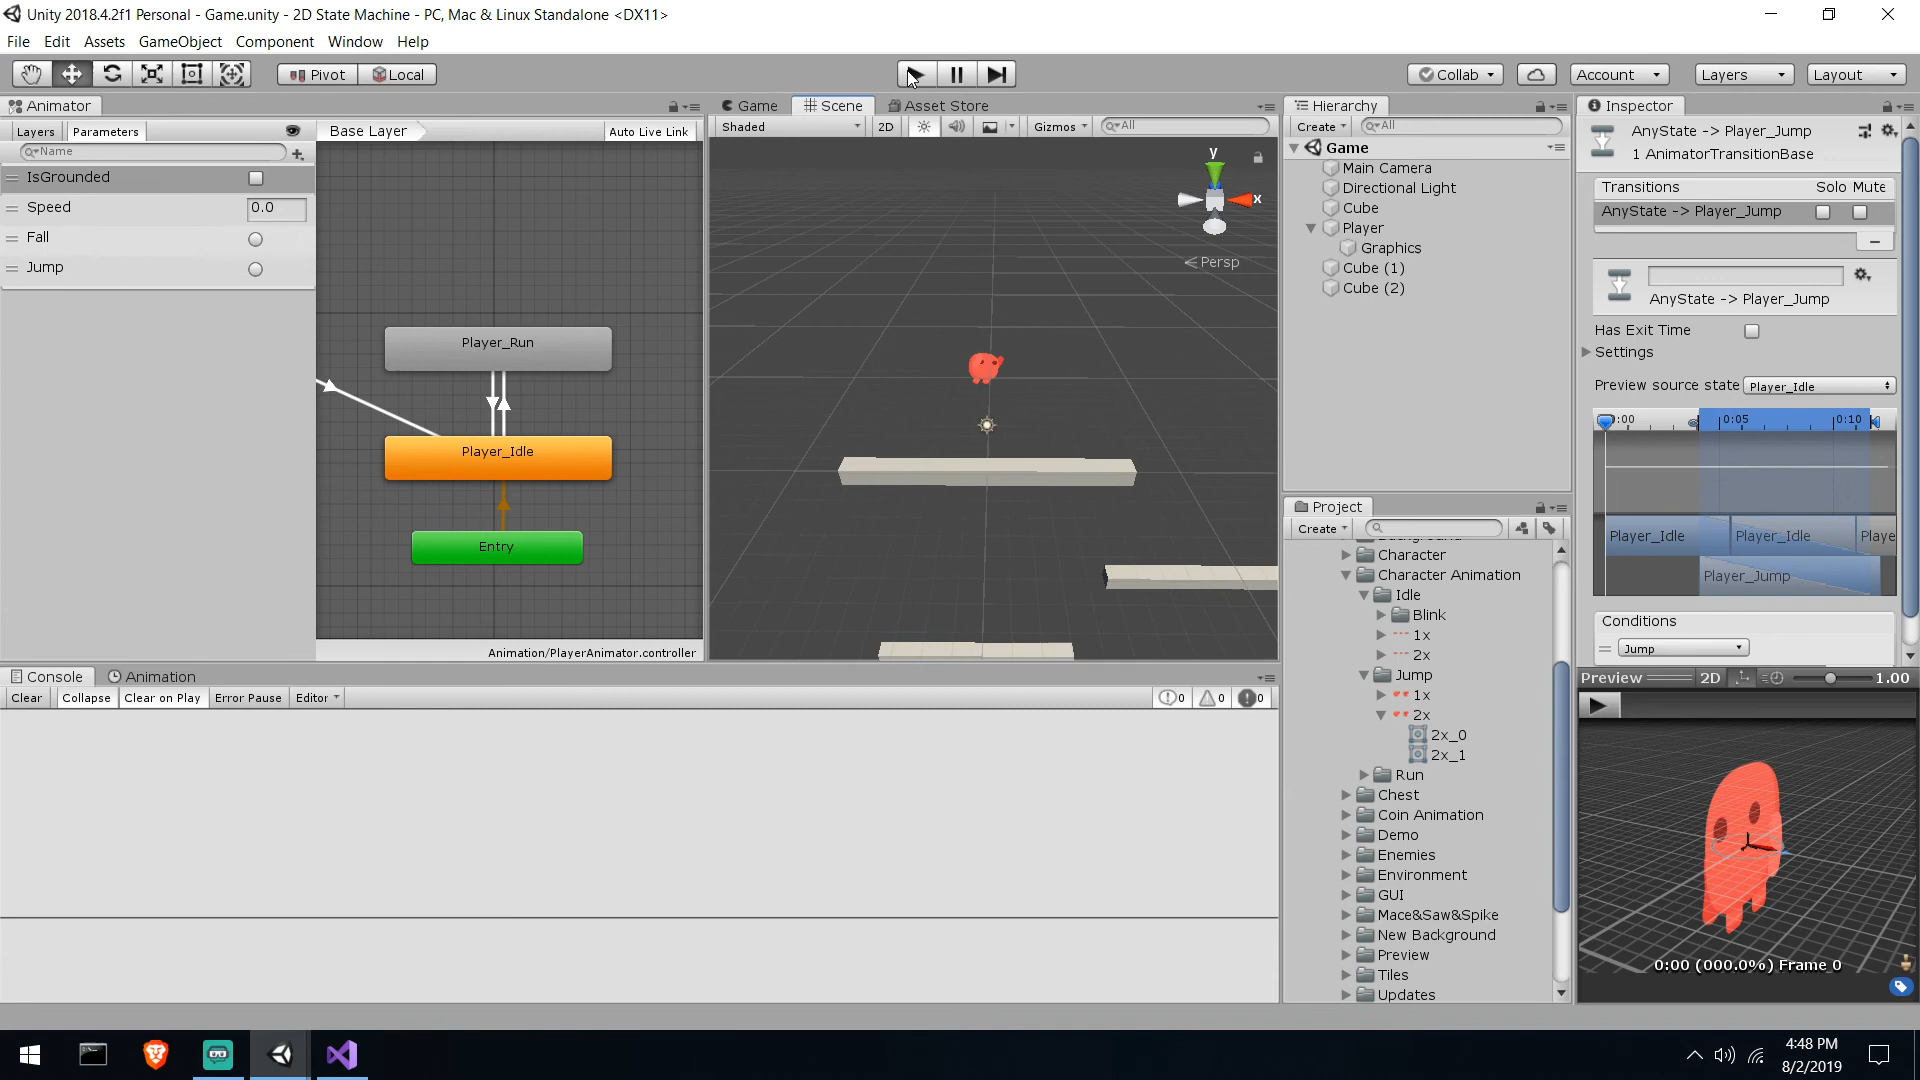 Unity 2018.4.2f1 Personal - Game.unity - 2D State Machine - PC, Mac & Linux Standalone <DX11>
File Edit Assets GameObject Component Window Help
Pivot Local Collab Account Layers Layout
Animator
Layers Parameters
Base Layer
Auto Live Link
Name
IsGrounded
Speed 0.0
Fall
Jump
Player_Run
Player_Idle
Entry
Animation/PlayerAnimator.controller
Game Scene Asset Store
Shaded 2D Gizmos All
y
x
Persp
Hierarchy
Create All
Game
Main Camera
Directional Light
Cube
Player
Graphics
Cube (1)
Cube (2)
Project
Create
Character
Character Animation
Idle
Blink
1x
2x
Jump
1x
2x
2x_0
2x_1
Run
Chest
Coin Animation
Demo
Enemies
Environment
GUI
Mace&Saw&Spike
New Background
Preview
Tiles
Updates
Inspector
AnyState -> Player_Jump
1 AnimatorTransitionBase
Transitions Solo Mute
AnyState -> Player_Jump
AnyState -> Player_Jump
Has Exit Time
Settings
Preview source state Player_Idle
:00 0:05 0:10
Player_Idle Player_Idle Playe
Player_Jump
Conditions
Jump
Preview 2D 1.00
0:00 (000.0%) Frame 0
Console Animation
Clear Collapse Clear on Play Error Pause Editor 0 0 0
4:48 PM
8/2/2019